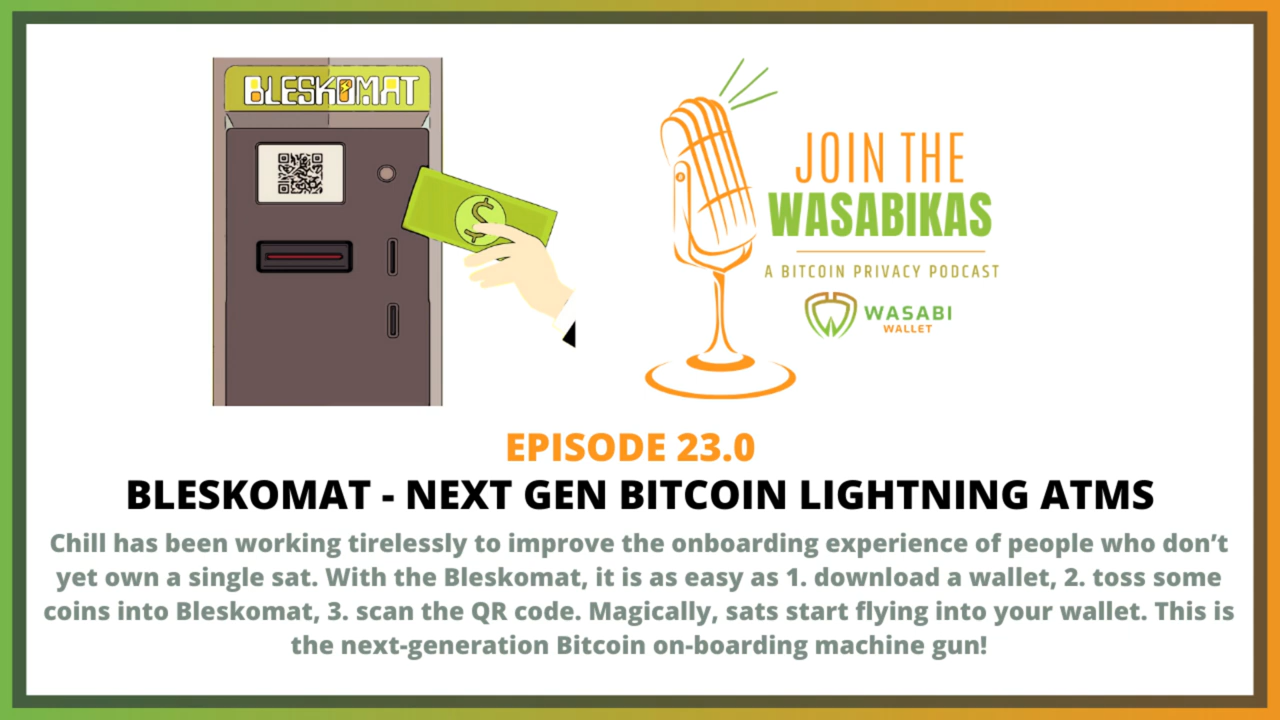 BLESKOMAT
JOIN THE
WASABIKAS
A BITCOIN PRIVACY PODCAST
WASABI
WALLET
EPISODE 23.0
BLESKOMAT - NEXT GEN BITCOIN LIGHTNING ATMS
Chill has been working tirelessly to improve the onboarding experience of people who don’t
yet own a single sat. With the Bleskomat, it is as easy as 1. download a wallet, 2. toss some
coins into Bleskomat, 3. scan the QR code. Magically, sats start flying into your wallet. This is
the next-generation Bitcoin on-boarding machine gun!